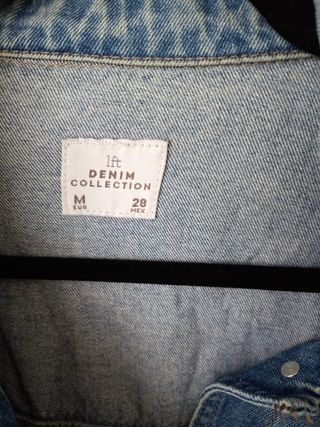 lft
DENIM
COLLECTION
M 28
EUR MEX